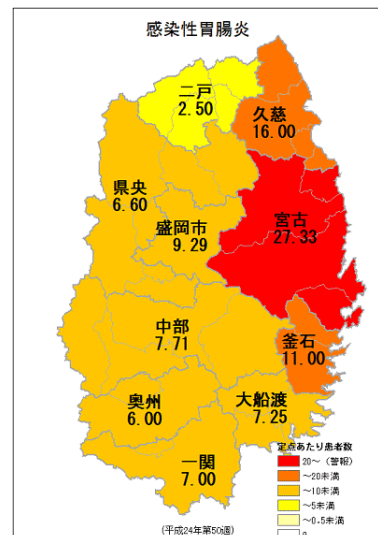 感染性胃腸炎
二戸
2.50
久慈
16.00
県央
6.60
盛岡市
9.29
宮古
27.33
中部
7.71
釜石
11.00
奥州
6.00
大船渡
7.25
一関
7.00
定点あたり患者数
20～（警報）
～20未満
～10未満
～5未満
～0.5未満
0
(平成24年第50週)